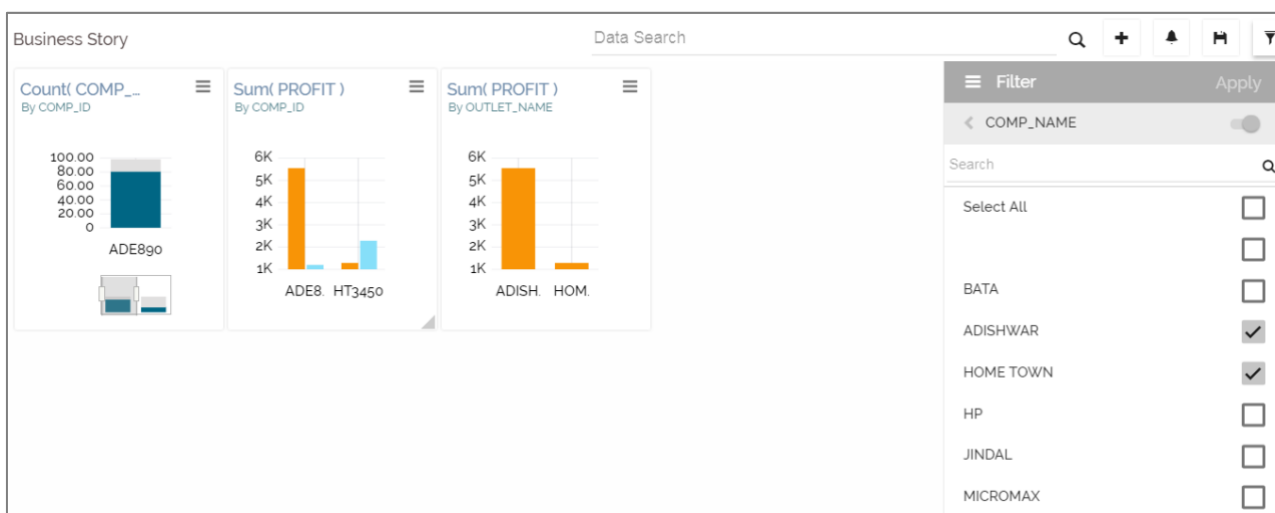 Business Story
Data Search
Count( COMP_...
By COMP_ID
100.00
80.00
60.00
40.00
20.00
0
ADE890
Sum( PROFIT )
By COMP_ID
6K
5K
4K
3K
2K
1K
ADE8. HT3450
Sum( PROFIT )
By OUTLET_NAME
6K
5K
4K
3K
2K
1K
ADISH. HOM.
Filter Apply
COMP_NAME
Search
Select All
BATA
ADISHWAR
HOME TOWN
HP
JINDAL
MICROMAX